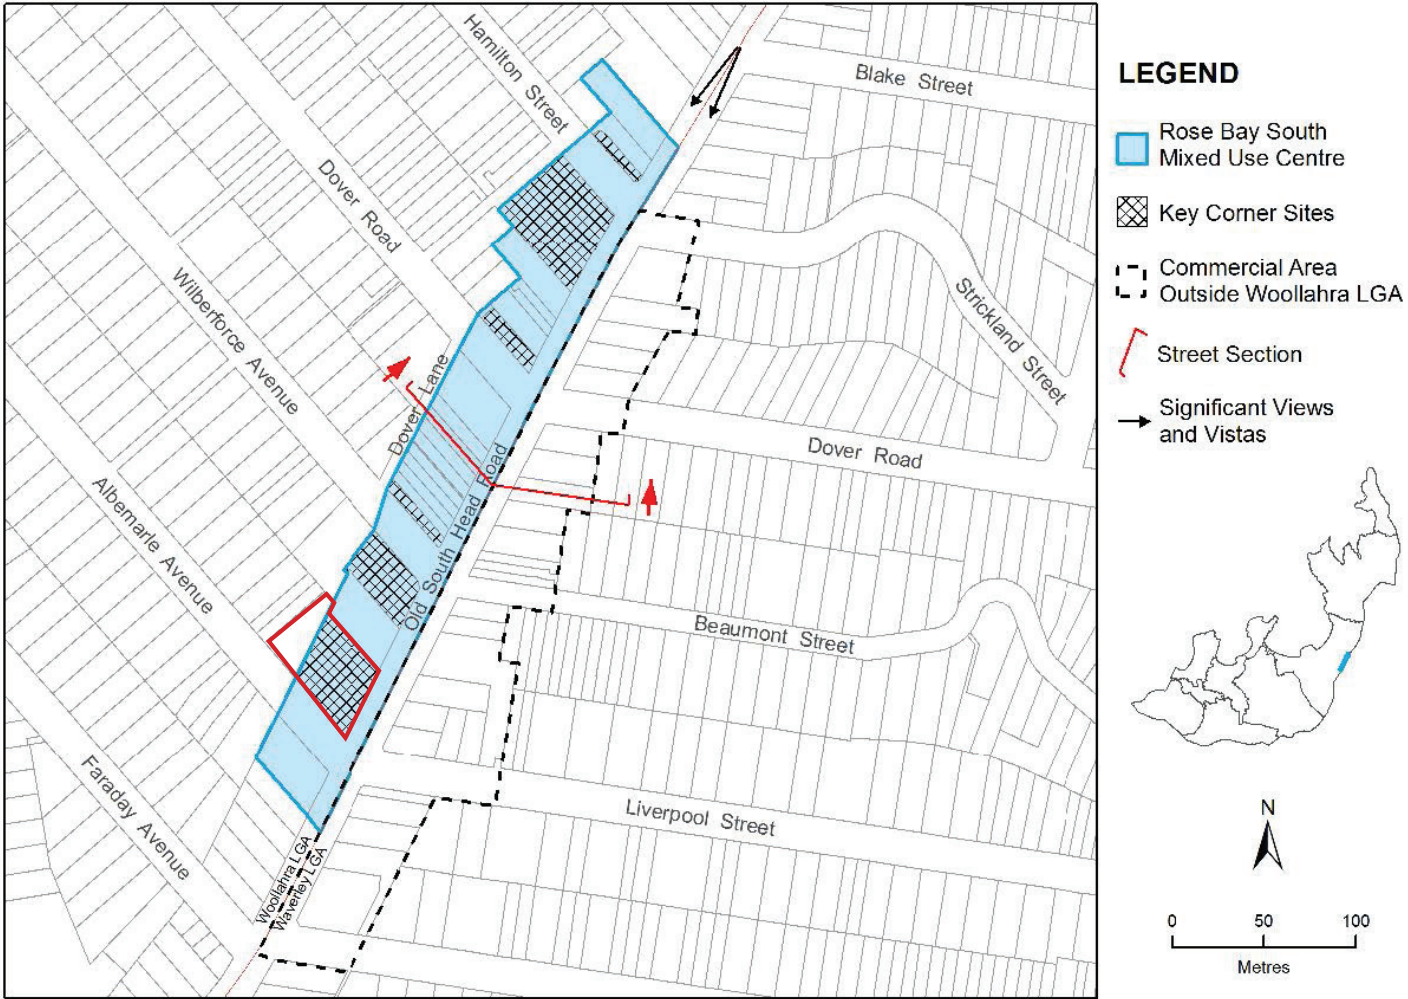 Hamilton Street
Blake Street
Dover Road
Strickland Street
Wilberforce Avenue
Dover Lane
Dover Road
Old South Head Road
Albemarle Avenue
Beaumont Street
Liverpool Street
Faraday Avenue
Woollahra LGA
Waverley LGA
LEGEND
Rose Bay South
Mixed Use Centre
Key Corner Sites
Commercial Area
Outside Woollahra LGA
Street Section
Significant Views
and Vistas
N
0 50 100
Metres